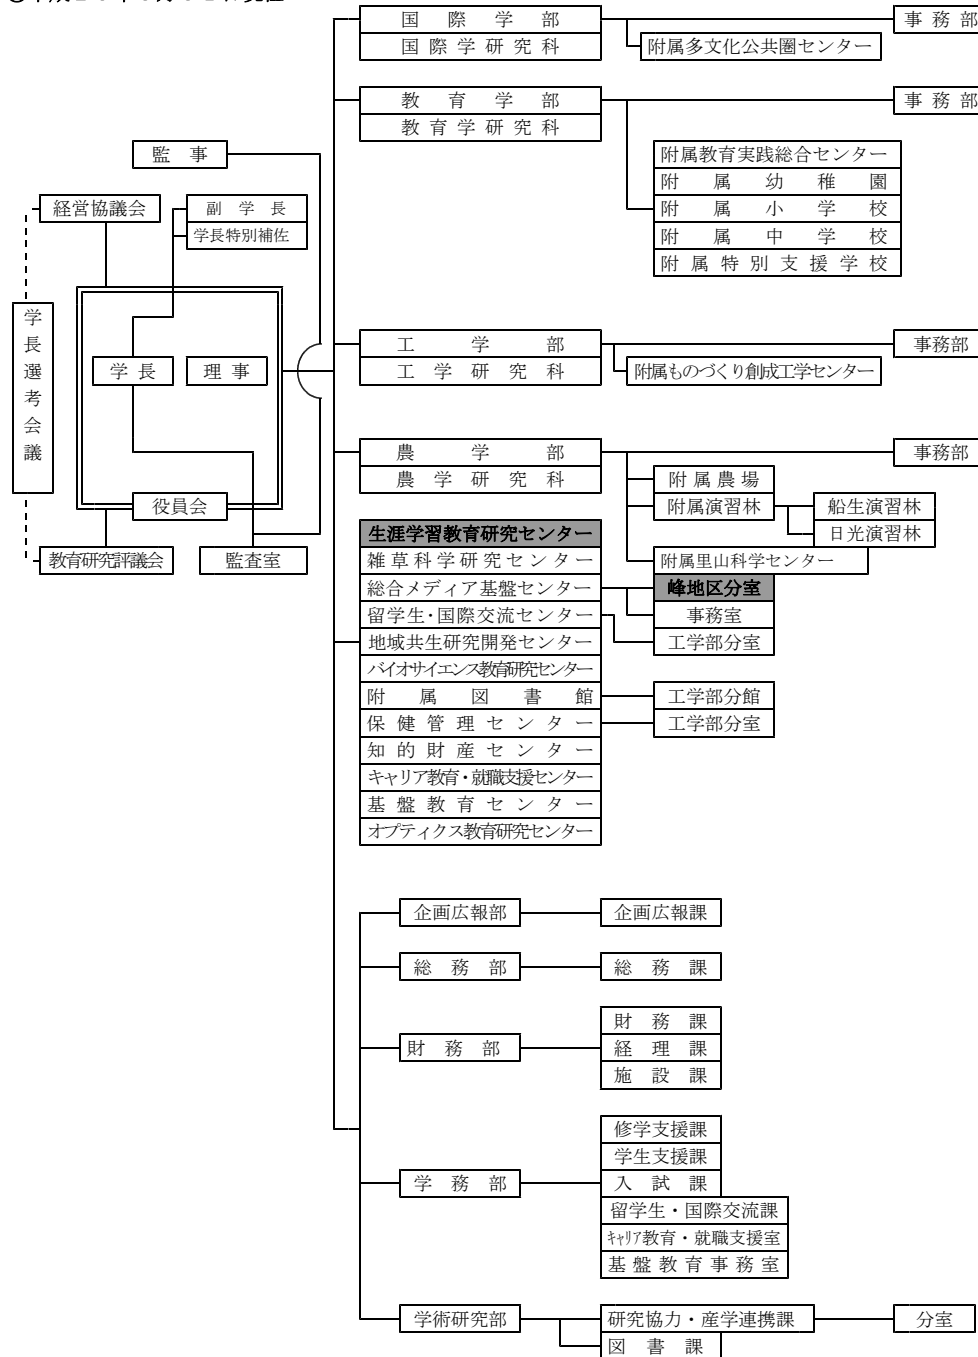 国際学部
事務部
国際学研究科
附属多文化公共圏センター
教育学部
事務部
教育学研究科
監事
附属教育実践総合センター
附属幼稚園
経営協議会
副学長
附属小学校
学長特別補佐
附属中学校
附属特別支援学校
学長選考会議
工学部
事務部
学長
理事
工学研究科
附属ものづくり創成工学センター
農学部
事務部
農学研究科
附属農場
役員会
附属演習林
船生演習林
生涯学習教育研究センター
日光演習林
教育研究評議会
監査室
雑草科学研究センター
附属里山科学センター
総合メディア基盤センター
峰地区分室
留学生・国際交流センター
事務室
地域共生研究開発センター
工学部分室
バイオサイエンス教育研究センター
附属図書館
工学部分館
保健管理センター
工学部分室
知的財産センター
キャリア教育・就職支援センター
基盤教育センター
オプティクス教育研究センター
企画広報部
企画広報課
総務部
総務課
財務課
財務部
経理課
施設課
修学支援課
学生支援課
学務部
入試課
留学生・国際交流課
ｷｬﾘｱ教育・就職支援室
基盤教育事務室
学術研究部
研究協力・産学連携課
分室
図書課